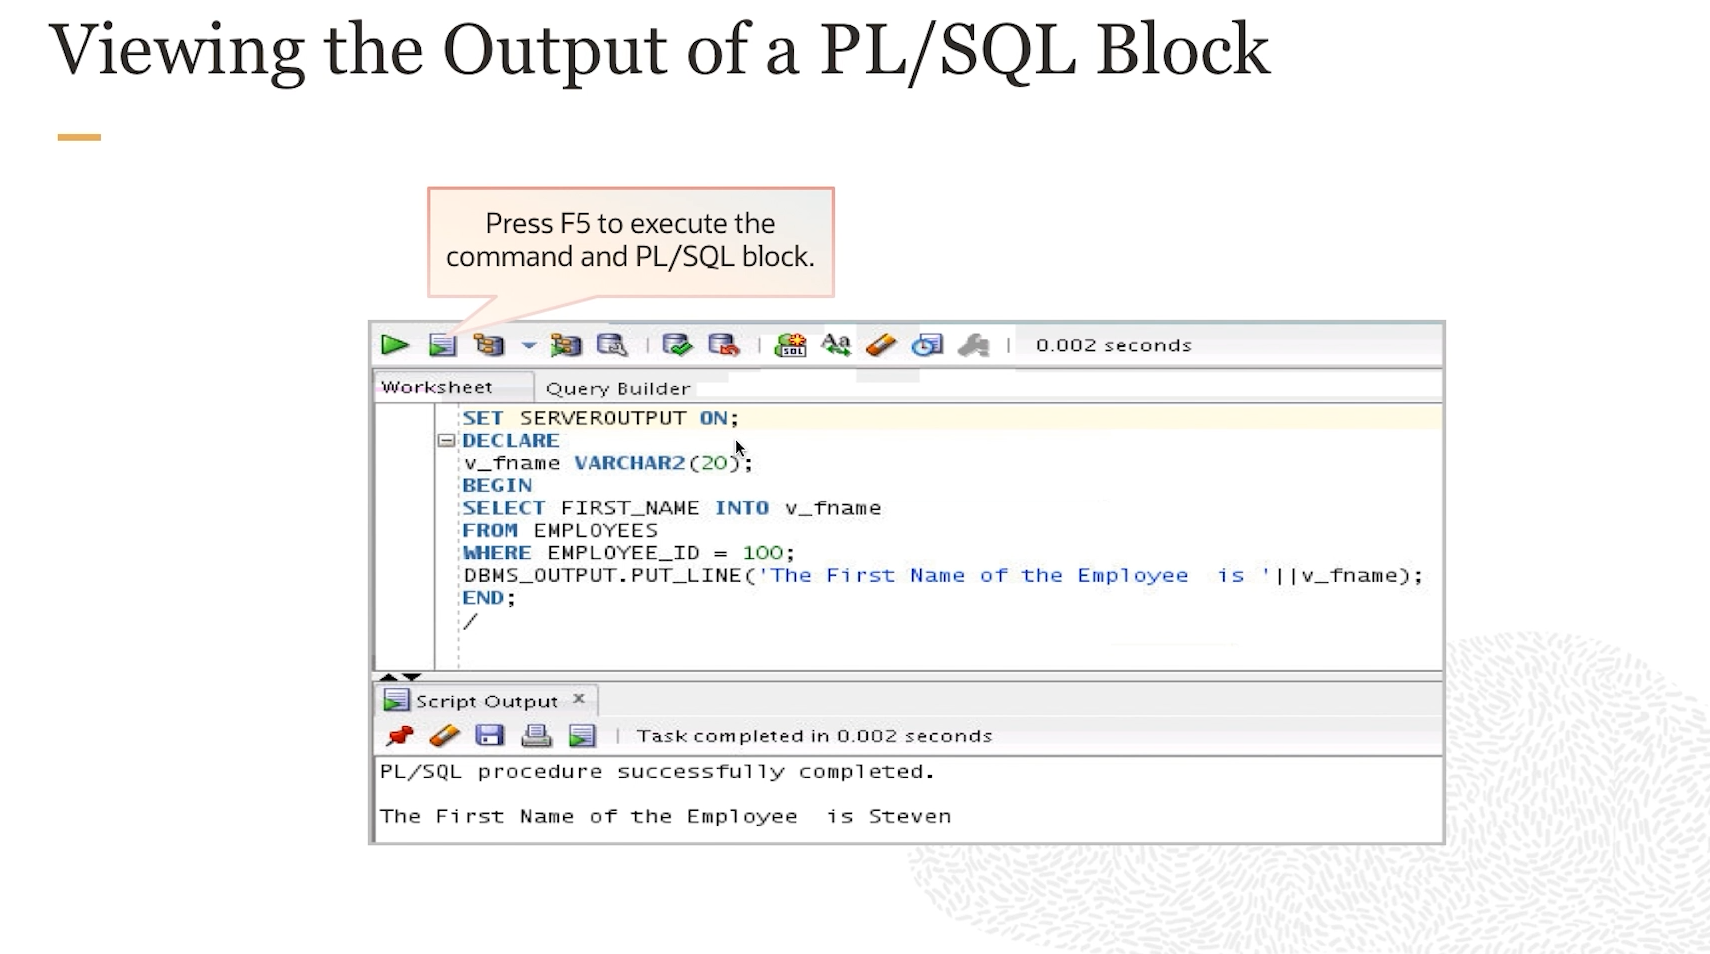 Viewing the Output of a PL/SQL Block
Press F5 to execute the
command and PL/SQL block.
SQL Aa 0.002 seconds
Worksheet Query Builder
SET SERVEROUTPUT ON;
DECLARE
v_fname VARCHAR2(20);
BEGIN
SELECT FIRST_NAME INTO v_fname
FROM EMPLOYEES
WHERE EMPLOYEE_ID = 100;
DBMS_OUTPUT.PUT_LINE('The First Name of the Employee  is '||v_fname);
END;
/
Script Output x
Task completed in 0.002 seconds
PL/SQL procedure successfully completed.
The First Name of the Employee  is Steven